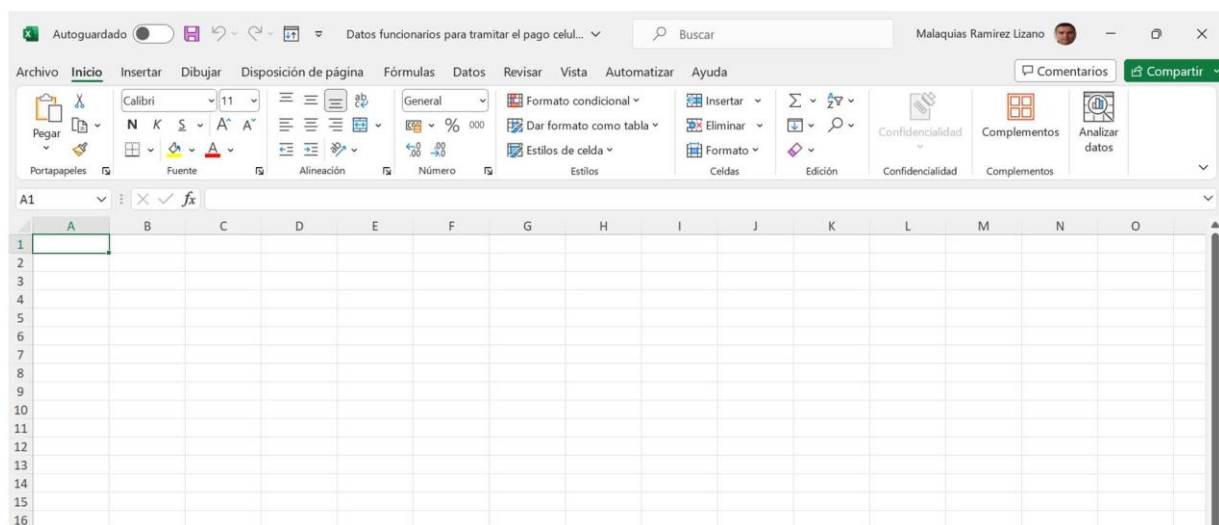 Autoguardado Datos funcionarios para tramitar el pago celul... Buscar Malaquias Ramirez Lizano
Archivo Inicio Insertar Dibujar Disposición de página Fórmulas Datos Revisar Vista Automatizar Ayuda Comentarios Compartir
Pegar
Portapapeles
Calibri 11
N K S A A
A
Fuente
ab
Alineación
General
% 000
Número
Formato condicional
Dar formato como tabla
Estilos de celda
Estilos
Insertar
Eliminar
Formato
Celdas
Edición
Confidencialidad
Confidencialidad
Complementos
Complementos
Analizar
datos
A1 fx
A B C D E F G H I J K L M N O
1
2
3
4
5
6
7
8
9
10
11
12
13
14
15
16